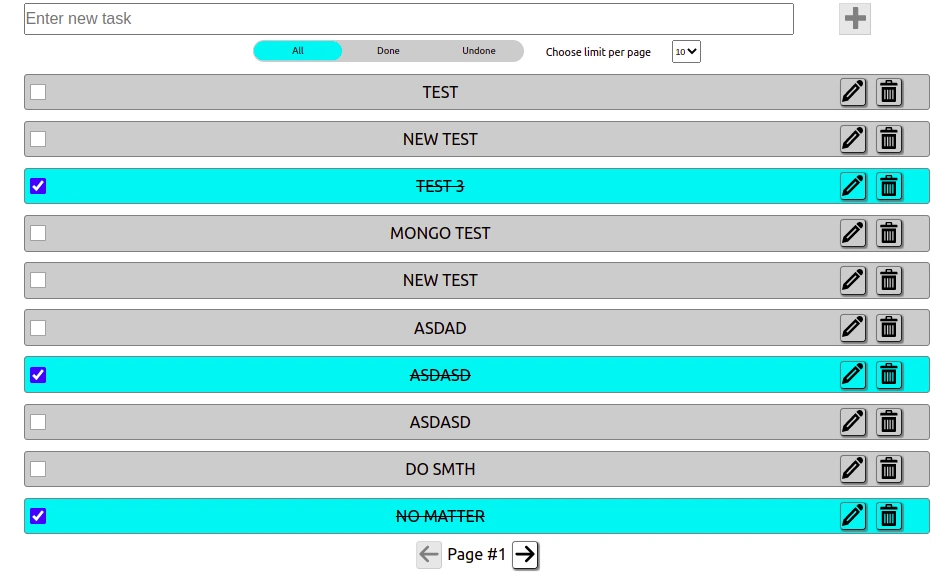 Enter new task
All Done Undone Choose limit per page 10
TEST
NEW TEST
TEST 3
MONGO TEST
NEW TEST
ASDAD
ASDASD
ASDASD
DO SMTH
NO MATTER
Page #1